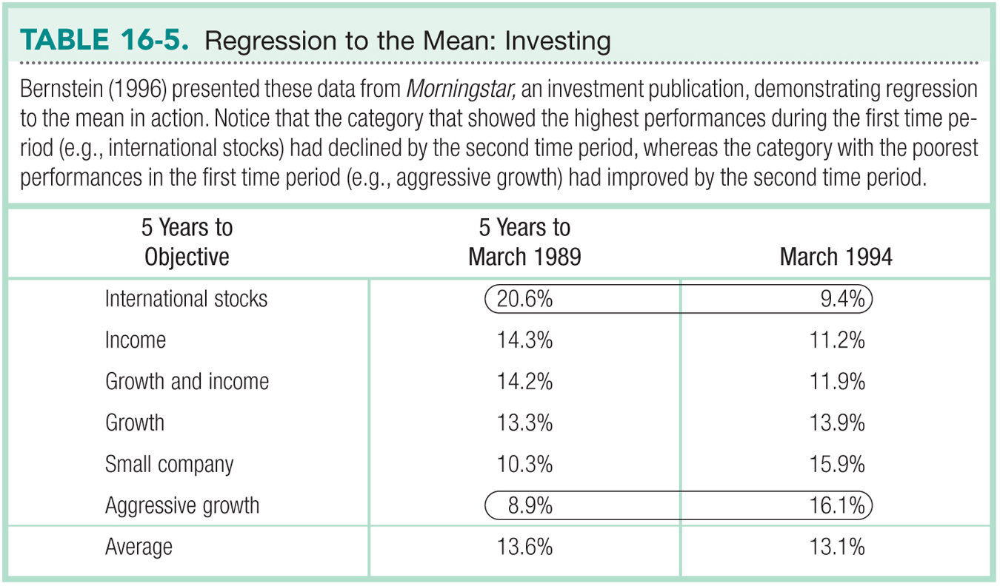 TABLE 16-5. Regression to the Mean: Investing
Bernstein (1996) presented these data from Morningstar, an investment publication, demonstrating regression
to the mean in action. Notice that the category that showed the highest performances during the first time pe-
riod (e.g., international stocks) had declined by the second time period, whereas the category with the poorest
performances in the first time period (e.g., aggressive growth) had improved by the second time period.
5 Years to 5 Years to
Objective March 1989 March 1994
International stocks 20.6% 9.4%
Income 14.3% 11.2%
Growth and income 14.2% 11.9%
Growth 13.3% 13.9%
Small company 10.3% 15.9%
Aggressive growth 8.9% 16.1%
Average 13.6% 13.1%